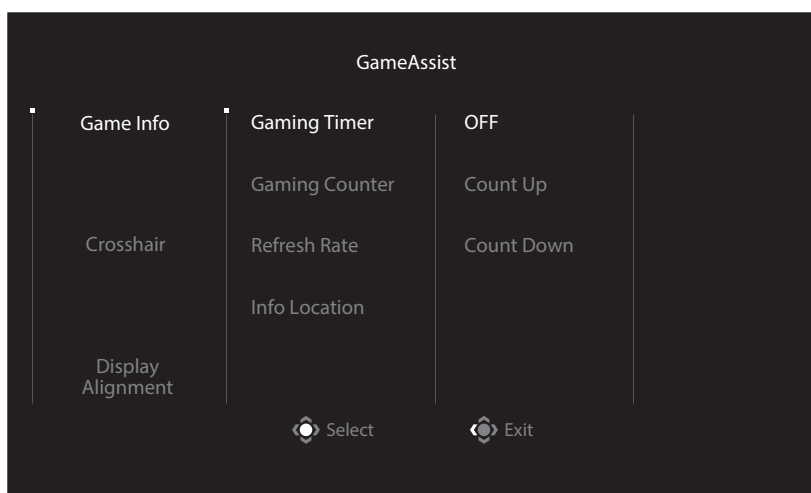 GameAssist
Game Info
Gaming Timer
OFF
Gaming Counter
Count Up
Crosshair
Refresh Rate
Count Down
Info Location
Display
Alignment
Select
Exit